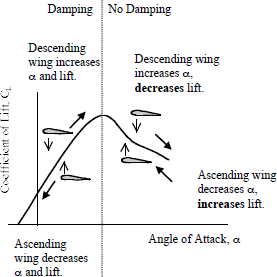 Damping
No Damping
Descending
wing increases
α and lift.
Descending wing
increases α,
decreases lift.
Coefficient of Lift, C_L
Ascending wing
decreases α,
increases lift.
Angle of Attack, α
Ascending
wing decreases
α and lift.